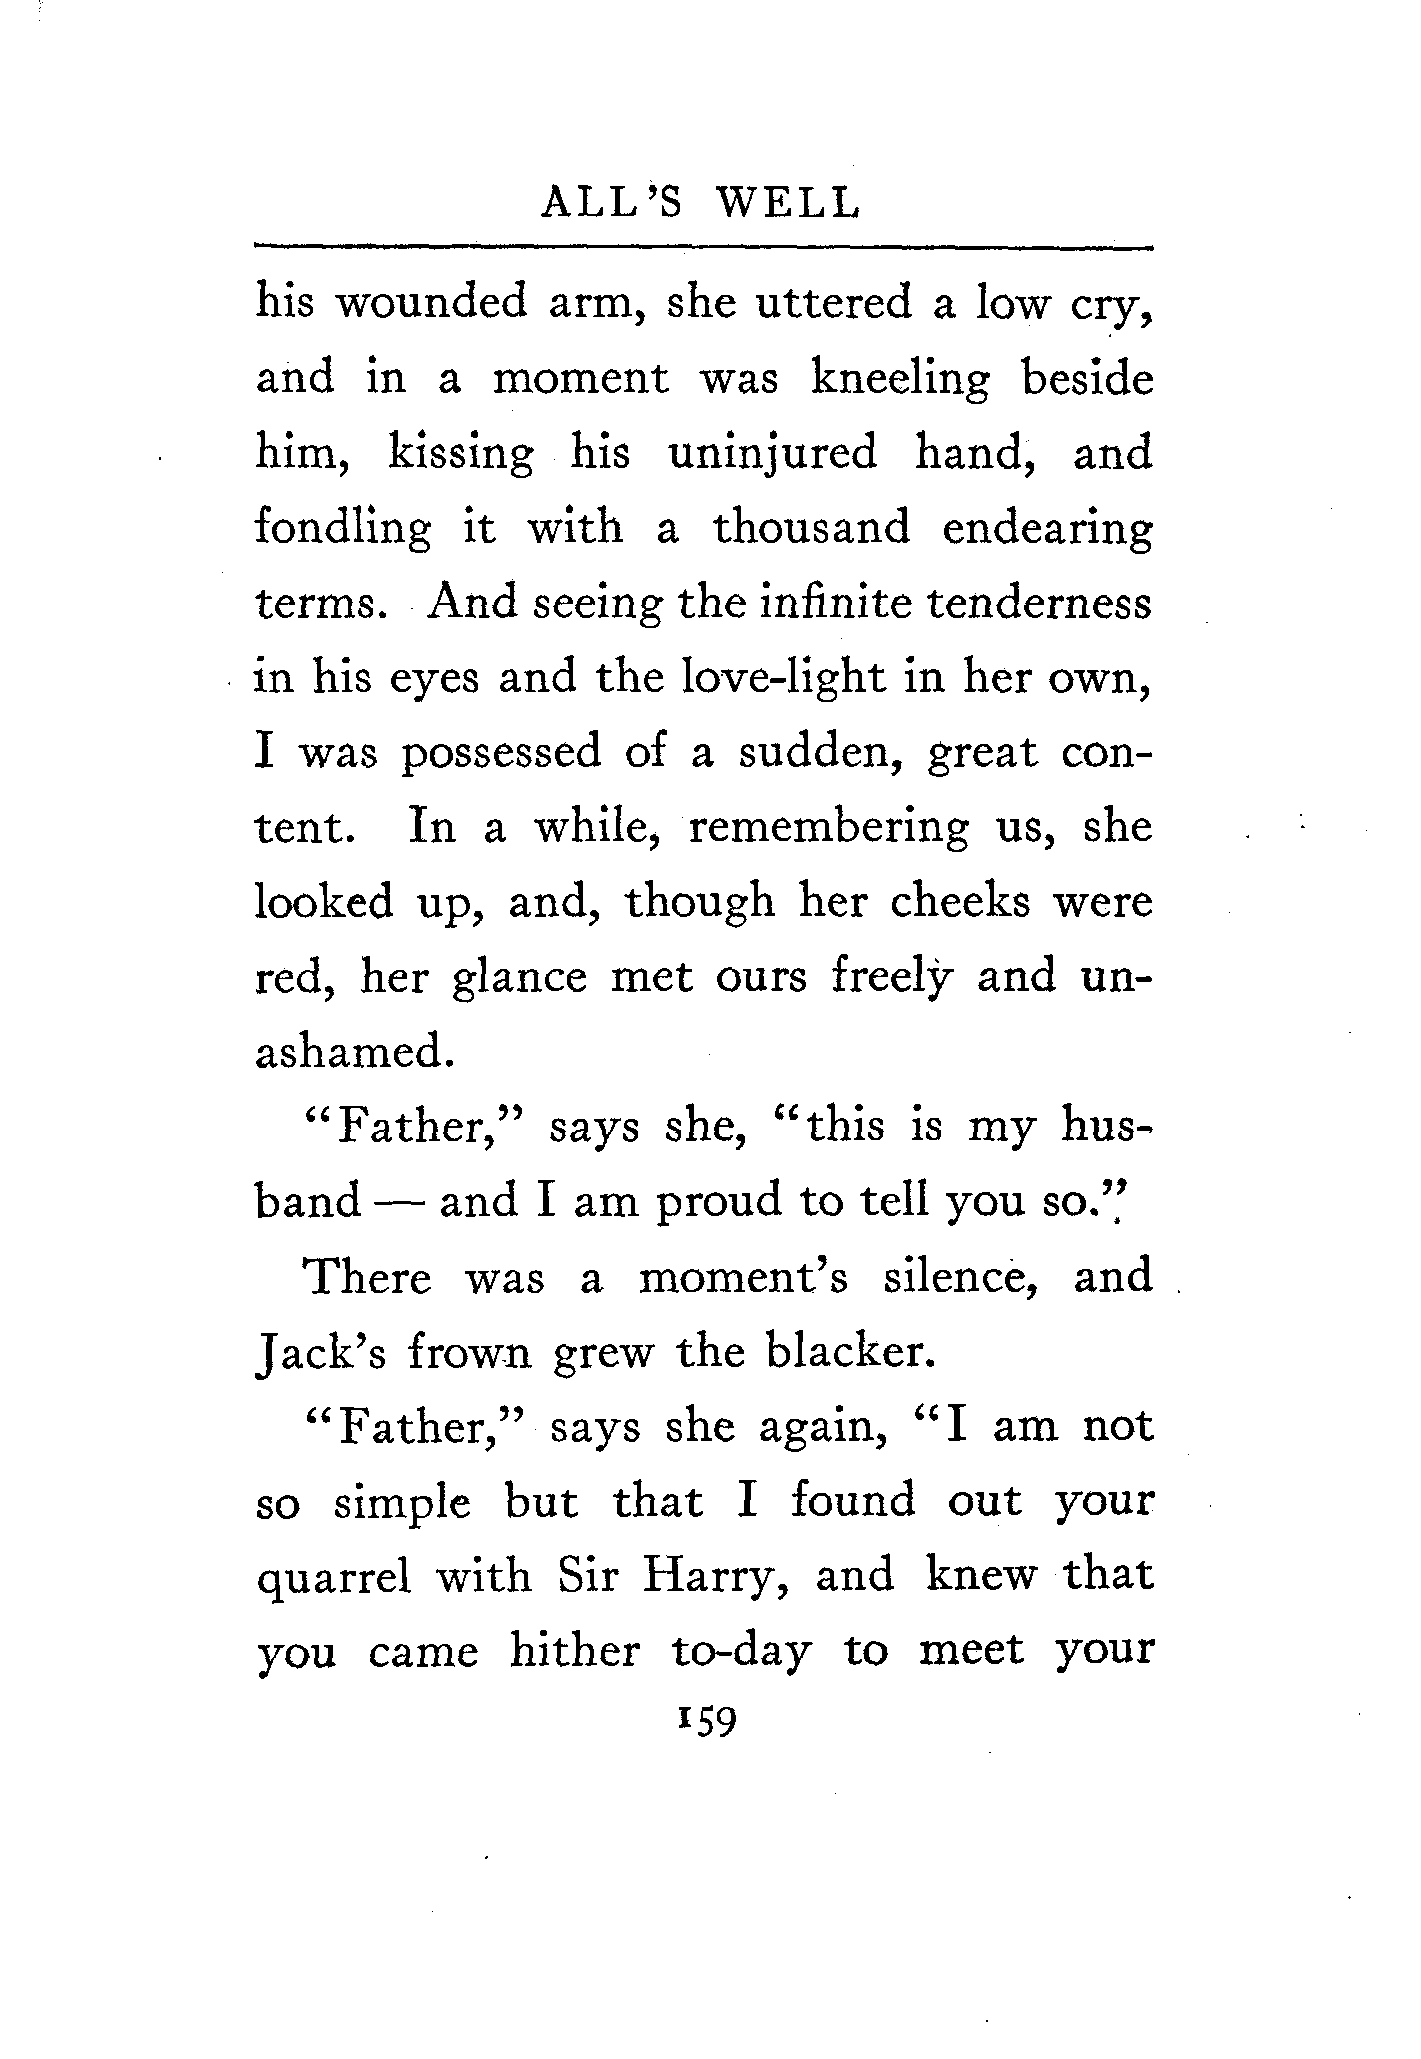 ALL'S WELL
his wounded arm, she uttered a low cry,
and in a moment was kneeling beside
him, kissing his uninjured hand, and
fondling it with a thousand endearing
terms. And seeing the infinite tenderness
in his eyes and the love-light in her own,
I was possessed of a sudden, great con-
tent. In a while, remembering us, she
looked up, and, though her cheeks were
red, her glance met ours freely and un-
ashamed.
“Father,” says she, “this is my hus-
band — and I am proud to tell you so.”
There was a moment's silence, and
Jack's frown grew the blacker.
“Father,” says she again, “I am not
so simple but that I found out your
quarrel with Sir Harry, and knew that
you came hither to-day to meet your
159